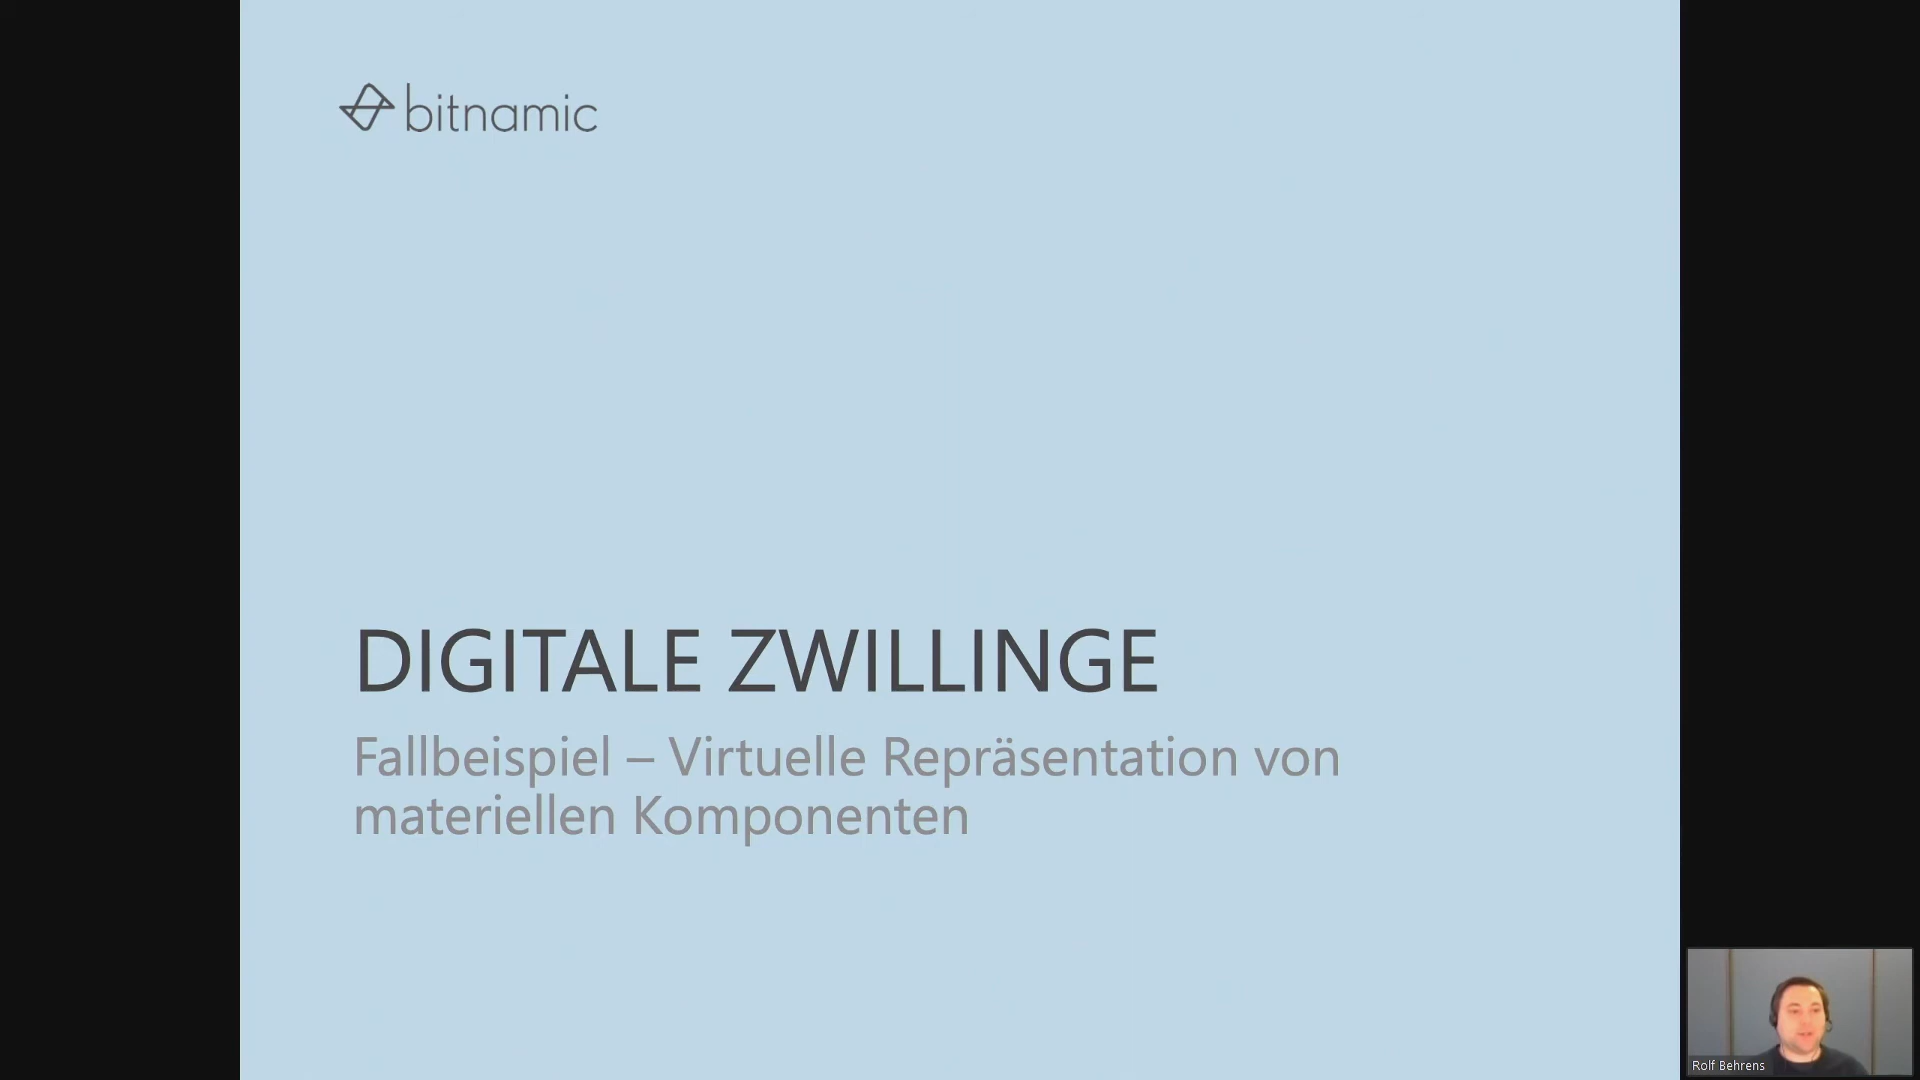 bitnamic
DIGITALE ZWILLINGE
Fallbeispiel – Virtuelle Repräsentation von
materiellen Komponenten
Rolf Behrens